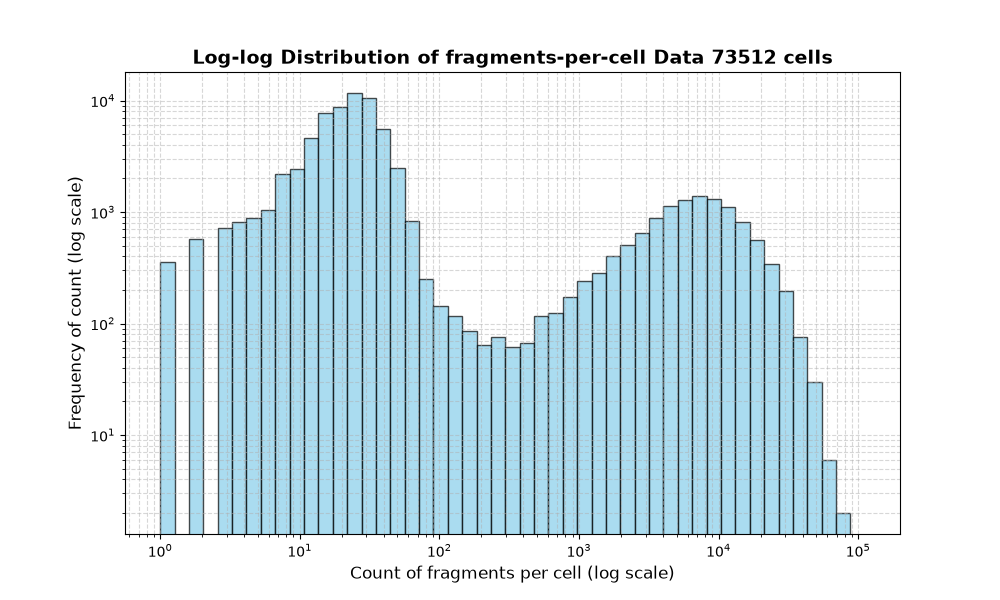 Log-log Distribution of fragments-per-cell Data 73512 cells
Frequency of count (log scale)
10⁴
10³
10²
10¹
10⁰ 10¹ 10² 10³ 10⁴ 10⁵
Count of fragments per cell (log scale)